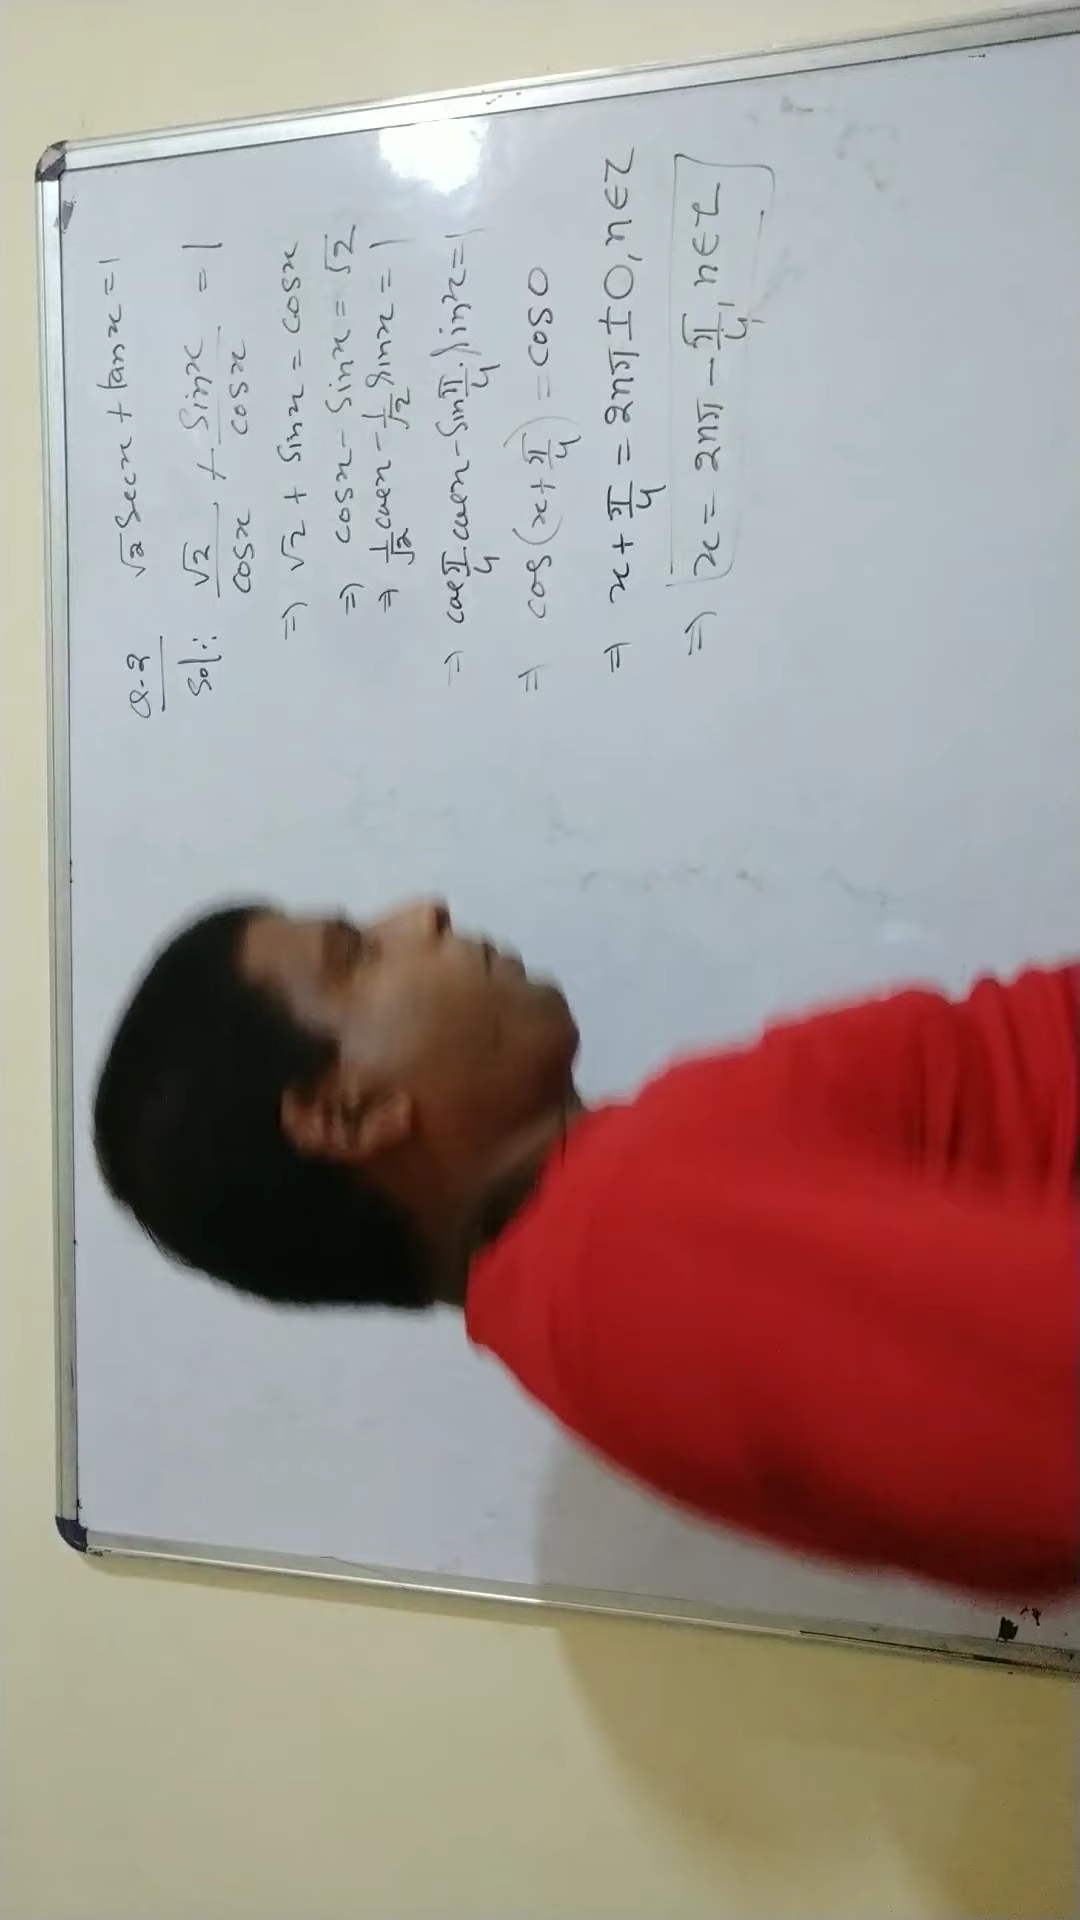 Q-2 √2 secx + tanx = 1
Sol: √2/cosx + sinx/cosx = 1
⇒ √2 + sinx = cosx
⇒ cosx - sinx = √2
⇒ 1/√2 cosx - 1/√2 sinx = 1
⇒ cosπ/4 cosx - sinπ/4 . sinx = 1
⇒ cos(x + π/4) = cos0
⇒ x + π/4 = 2nπ ± 0, n∈Z
⇒ x = 2nπ - π/4, n∈Z